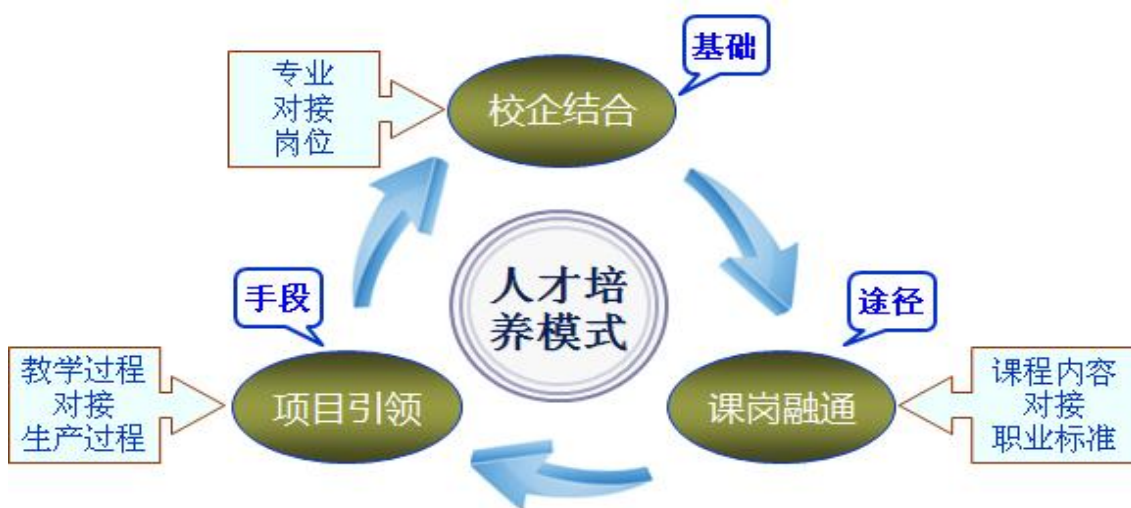 基础
专业
对接
岗位
校企结合
人才培
养模式
手段
途径
教学过程
对接
生产过程
项目引领
课岗融通
课程内容
对接
职业标准